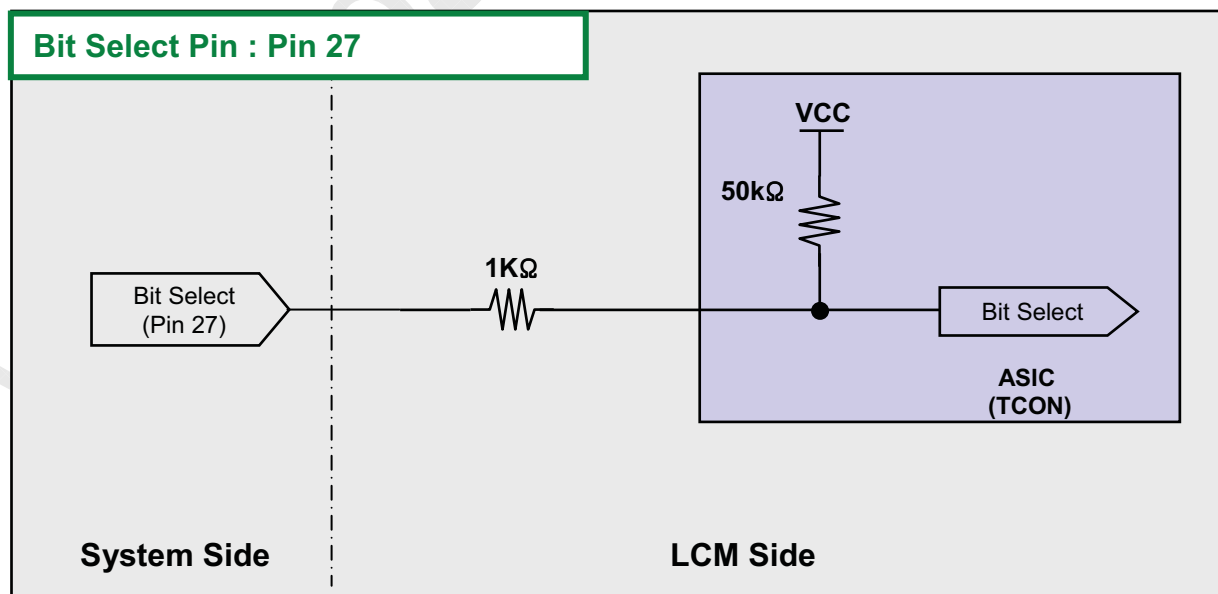 Bit Select Pin : Pin 27
VCC
50kΩ
1KΩ
Bit Select
(Pin 27)
Bit Select
ASIC
(TCON)
System Side
LCM Side